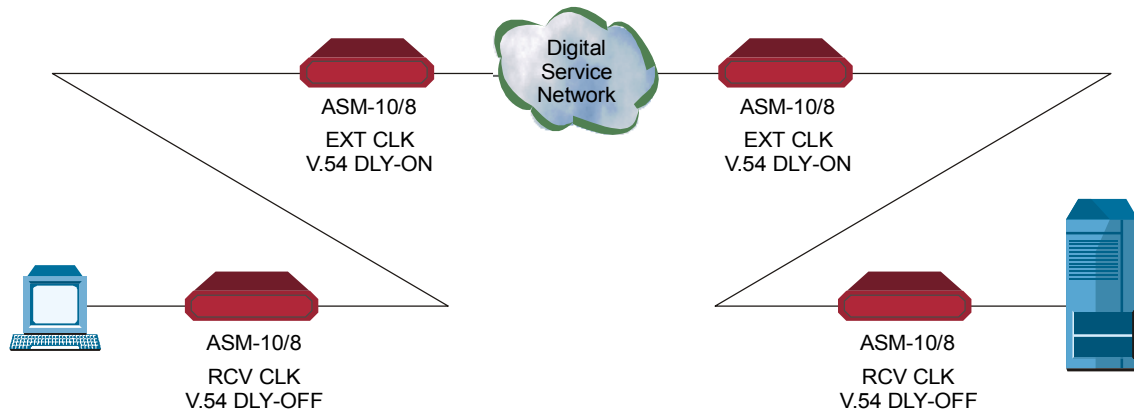 Digital
Service
Network
ASM-10/8
EXT CLK
V.54 DLY-ON
ASM-10/8
EXT CLK
V.54 DLY-ON
ASM-10/8
RCV CLK
V.54 DLY-OFF
ASM-10/8
RCV CLK
V.54 DLY-OFF